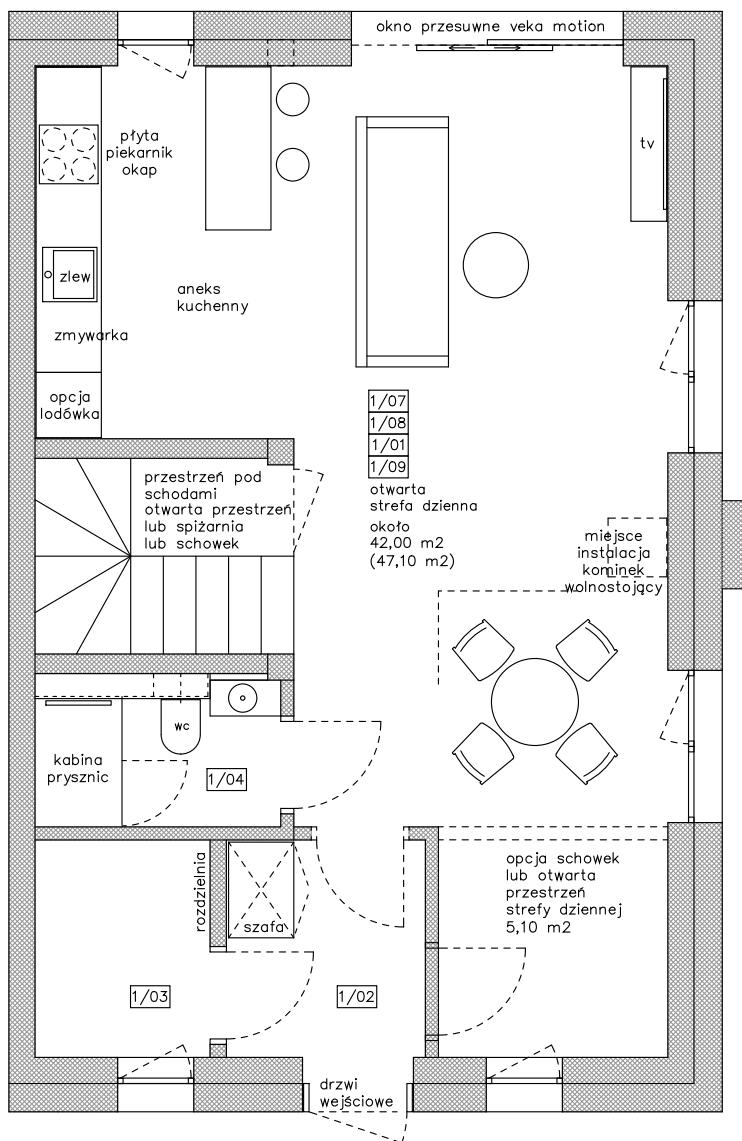 okno przesuwne veka motion
płyta
piekarnik
okap
tv
zlew
aneks
kuchenny
zmywarka
opcja
lodówka
1/07
1/08
1/01
1/09
otwarta
strefa dzienna
około
42,00 m2
(47,10 m2)
przestrzeń pod
schodami
otwarta przestrzeń
lub spiżarnia
lub schowek
miejsce
instalacja
kominek
wolnostojący
wc
kabina
prysznic
1/04
rozdzielnia
szafa
opcja schowek
lub otwarta
przestrzeń
strefy dziennej
5,10 m2
1/03
1/02
drzwi
wejściowe